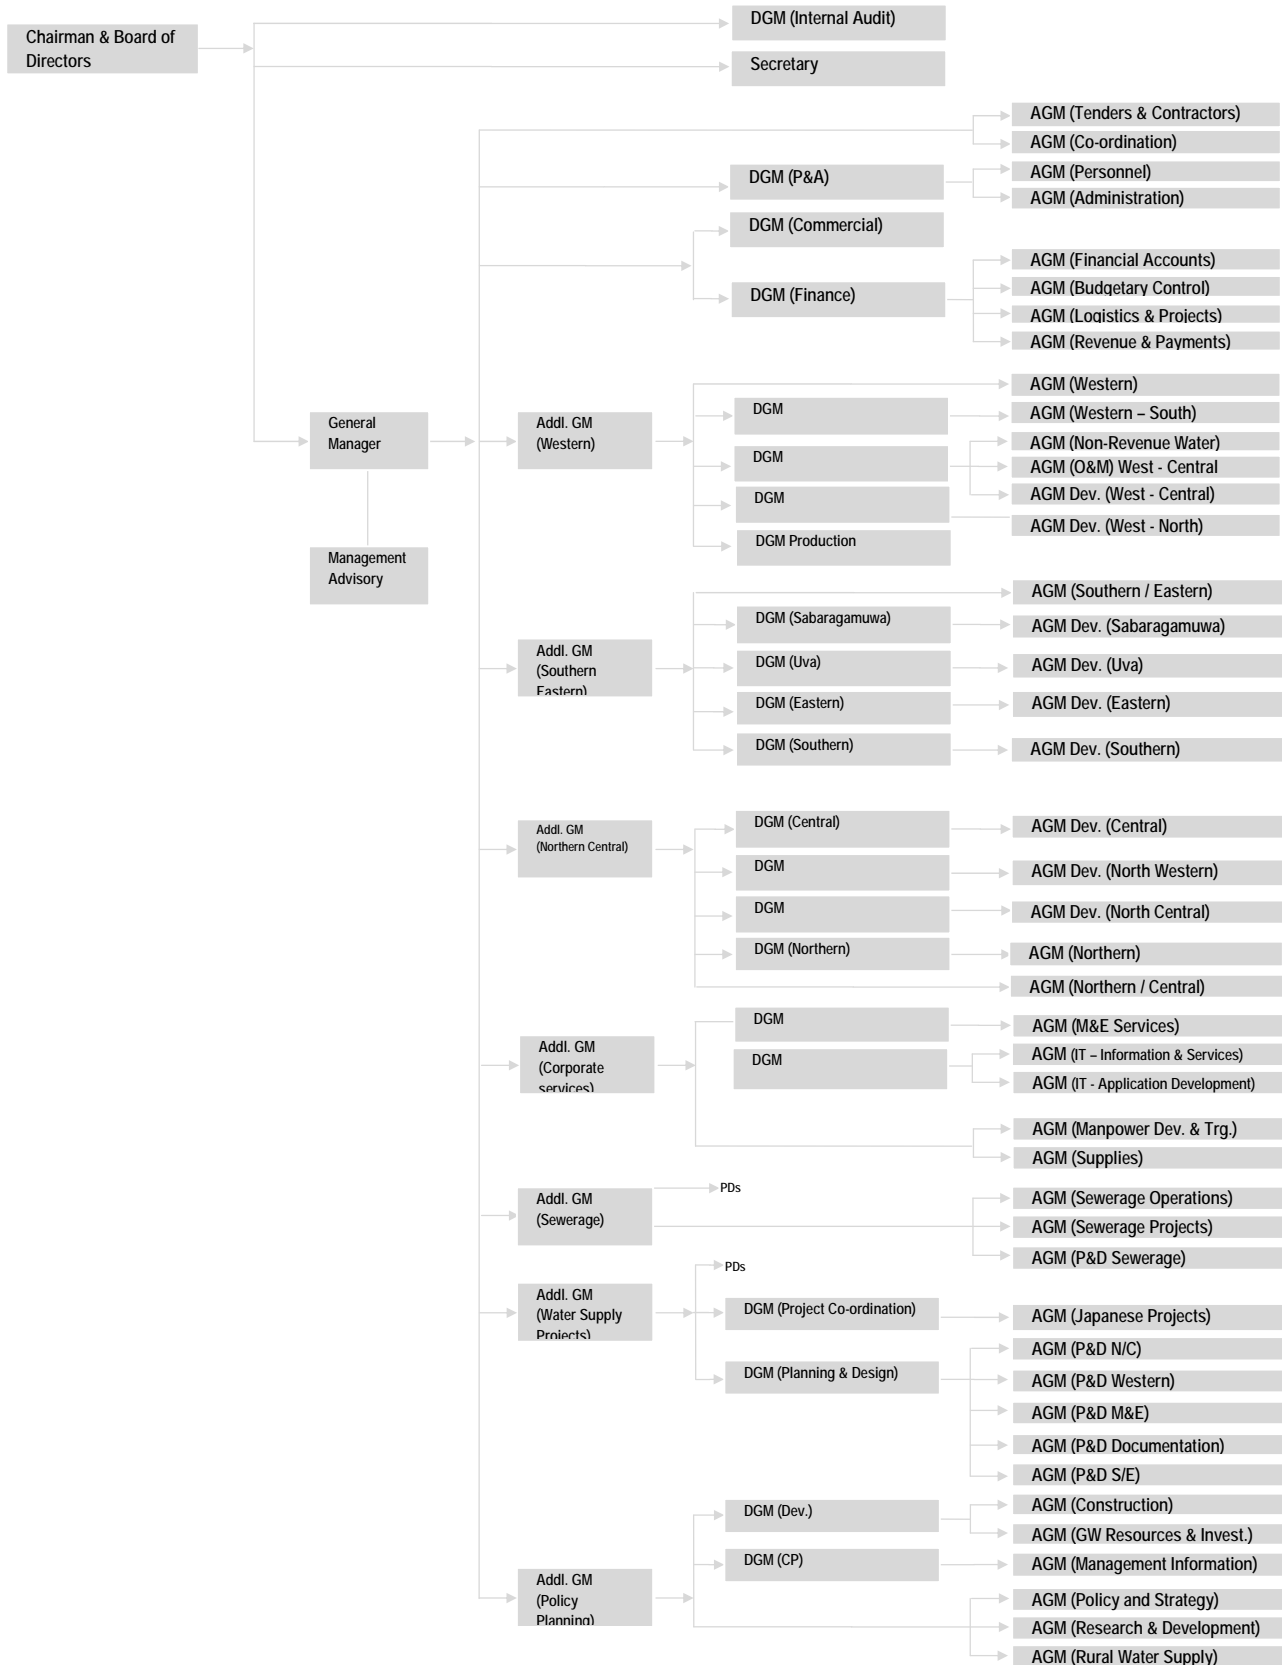 Chairman & Board of
Directors
DGM (Internal Audit)
Secretary
AGM (Tenders & Contractors)
AGM (Co-ordination)
DGM (P&A)
AGM (Personnel)
AGM (Administration)
DGM (Commercial)
DGM (Finance)
AGM (Financial Accounts)
AGM (Budgetary Control)
AGM (Logistics & Projects)
AGM (Revenue & Payments)
General
Manager
Management
Advisory
Addl. GM
(Western)
AGM (Western)
DGM
AGM (Western – South)
DGM
AGM (Non-Revenue Water)
AGM (O&M) West - Central
AGM Dev. (West - Central)
DGM
AGM Dev. (West - North)
DGM Production
Addl. GM
(Southern
Eastern)
AGM (Southern / Eastern)
DGM (Sabaragamuwa)
AGM Dev. (Sabaragamuwa)
DGM (Uva)
AGM Dev. (Uva)
DGM (Eastern)
AGM Dev. (Eastern)
DGM (Southern)
AGM Dev. (Southern)
Addl. GM
(Northern Central)
DGM (Central)
AGM Dev. (Central)
DGM
AGM Dev. (North Western)
DGM
AGM Dev. (North Central)
DGM (Northern)
AGM (Northern)
AGM (Northern / Central)
Addl. GM
(Corporate
services)
DGM
AGM (M&E Services)
DGM
AGM (IT – Information & Services)
AGM (IT - Application Development)
AGM (Manpower Dev. & Trg.)
AGM (Supplies)
Addl. GM
(Sewerage)
PDs
AGM (Sewerage Operations)
AGM (Sewerage Projects)
AGM (P&D Sewerage)
Addl. GM
(Water Supply
Projects)
PDs
DGM (Project Co-ordination)
AGM (Japanese Projects)
DGM (Planning & Design)
AGM (P&D N/C)
AGM (P&D Western)
AGM (P&D M&E)
AGM (P&D Documentation)
AGM (P&D S/E)
Addl. GM
(Policy
Planning)
DGM (Dev.)
AGM (Construction)
AGM (GW Resources & Invest.)
DGM (CP)
AGM (Management Information)
AGM (Policy and Strategy)
AGM (Research & Development)
AGM (Rural Water Supply)